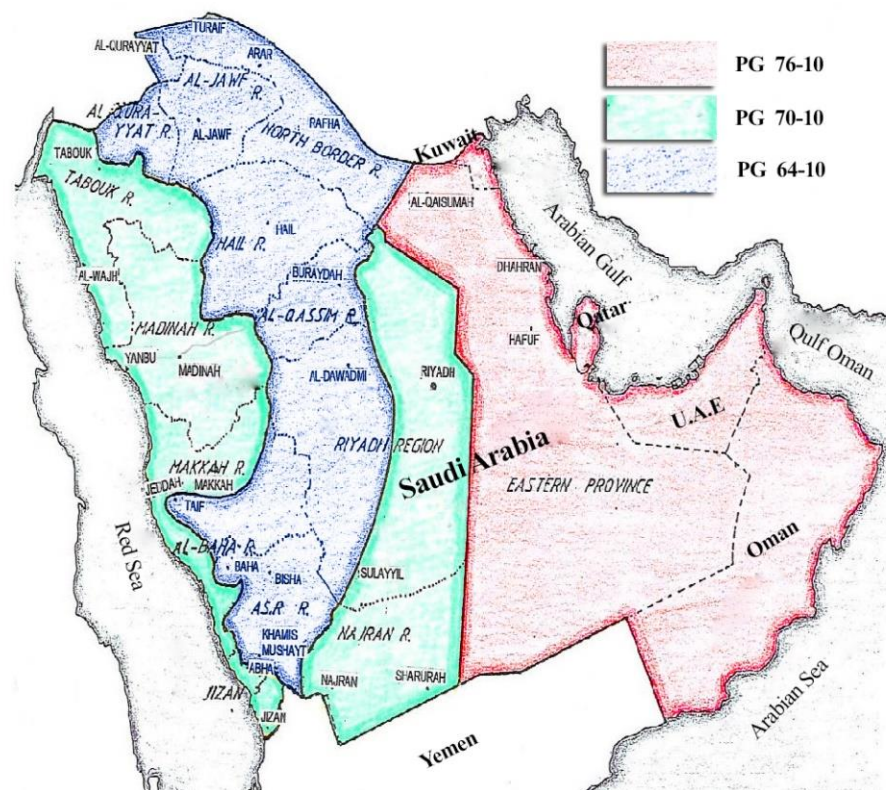 TURAIF
AL-QURAYYAT
ARAR
PG 76-10
AL-JAWF
R.
PG 70-10
AL-QURA-
YYAT R.
AL-JAWF
RAFHA
NORTH BORDER R.
Kuwait
TABOUK
PG 64-10
TABOUK R.
AL-QAISUMAH
Arabian Gulf
HAIL R.
HAIL
DHAHRAN
AL-WAJH
BURAYDAH
Qatar
AL-QASSIM R.
MADINAH R.
HAFUF
Qulf Oman
YANBU
MADINAH
AL-DAWADMI
RIYADH
U.A.E
RIYADH REGION
MAKKAH R.
Saudi Arabia
JEDDAH
MAKKAH
EASTERN PROVINCE
TAIF
Red Sea
AL-BAHA R.
Oman
BAHA
BISHA
SULAYYIL
A.S.R R.
NAJRAN R.
KHAMIS
MUSHAYT
ABHA
NAJRAN
SHARURAH
JIZAN
JIZAN
Arabian Sea
Yemen